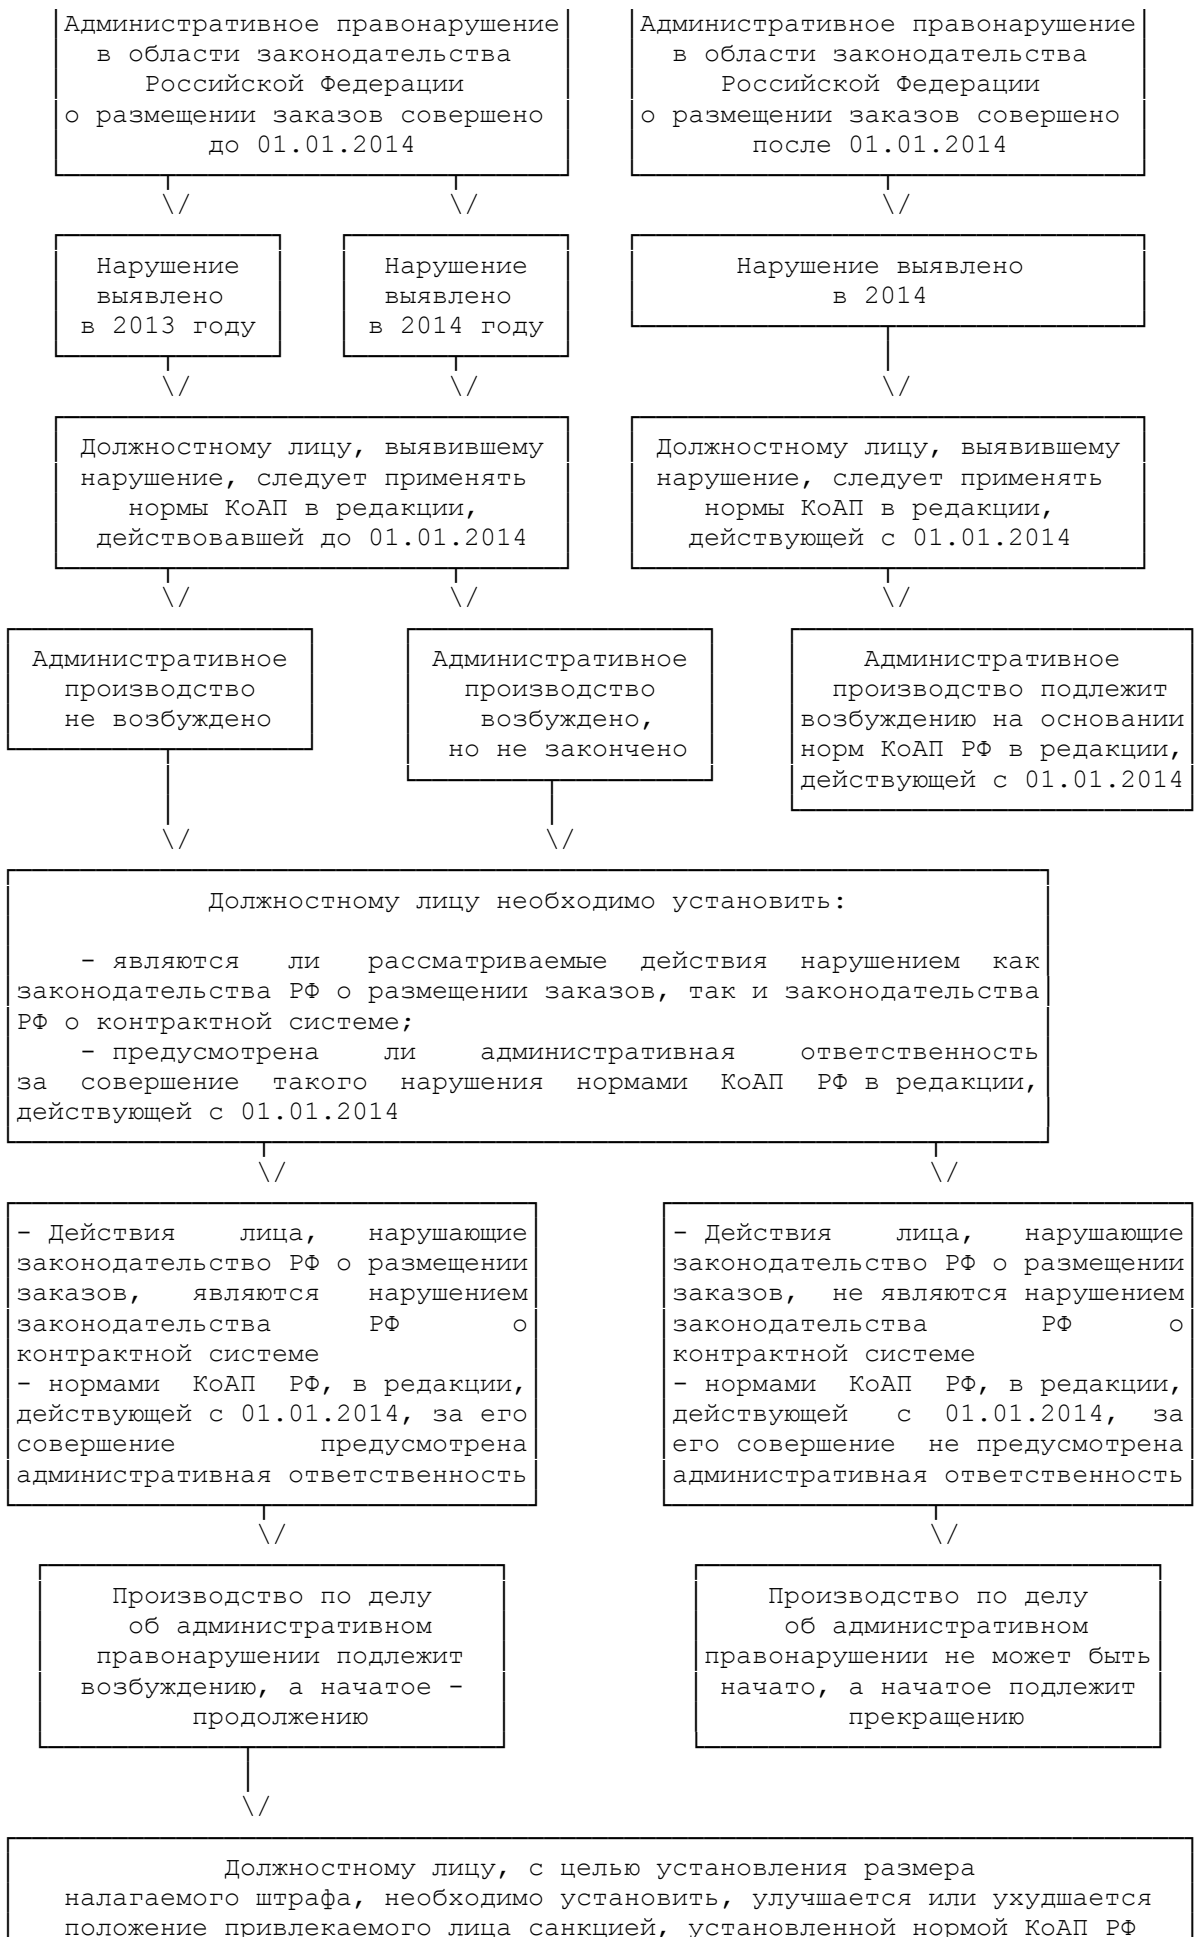 Административное правонарушение
в области законодательства
Российской Федерации
о размещении заказов совершено
до 01.01.2014
Административное правонарушение
в области законодательства
Российской Федерации
о размещении заказов совершено
после 01.01.2014
\/
\/
\/
Нарушение
выявлено
в 2013 году
Нарушение
выявлено
в 2014 году
Нарушение выявлено
в 2014
\/
\/
\/
Должностному лицу, выявившему
нарушение, следует применять
нормы КоАП в редакции,
действовавшей до 01.01.2014
Должностному лицу, выявившему
нарушение, следует применять
нормы КоАП в редакции,
действующей с 01.01.2014
\/
\/
\/
Административное
производство
не возбуждено
Административное
производство
возбуждено,
но не закончено
Административное
производство подлежит
возбуждению на основании
норм КоАП РФ в редакции,
действующей с 01.01.2014
\/
\/
Должностному лицу необходимо установить:
- являются ли рассматриваемые действия нарушением как
законодательства РФ о размещении заказов, так и законодательства
РФ о контрактной системе;
- предусмотрена ли административная ответственность
за совершение такого нарушения нормами КоАП РФ в редакции,
действующей с 01.01.2014
\/
\/
- Действия лица, нарушающие
законодательство РФ о размещении
заказов, являются нарушением
законодательства РФ о
контрактной системе
- нормами КоАП РФ, в редакции,
действующей с 01.01.2014, за его
совершение предусмотрена
административная ответственность
- Действия лица, нарушающие
законодательство РФ о размещении
заказов, не являются нарушением
законодательства РФ о
контрактной системе
- нормами КоАП РФ, в редакции,
действующей с 01.01.2014, за
его совершение не предусмотрена
административная ответственность
\/
\/
Производство по делу
об административном
правонарушении подлежит
возбуждению, а начатое -
продолжению
Производство по делу
об административном
правонарушении не может быть
начато, а начатое подлежит
прекращению
\/
Должностному лицу, с целью установления размера
налагаемого штрафа, необходимо установить, улучшается или ухудшается
положение привлекаемого лица санкцией, установленной нормой КоАП РФ